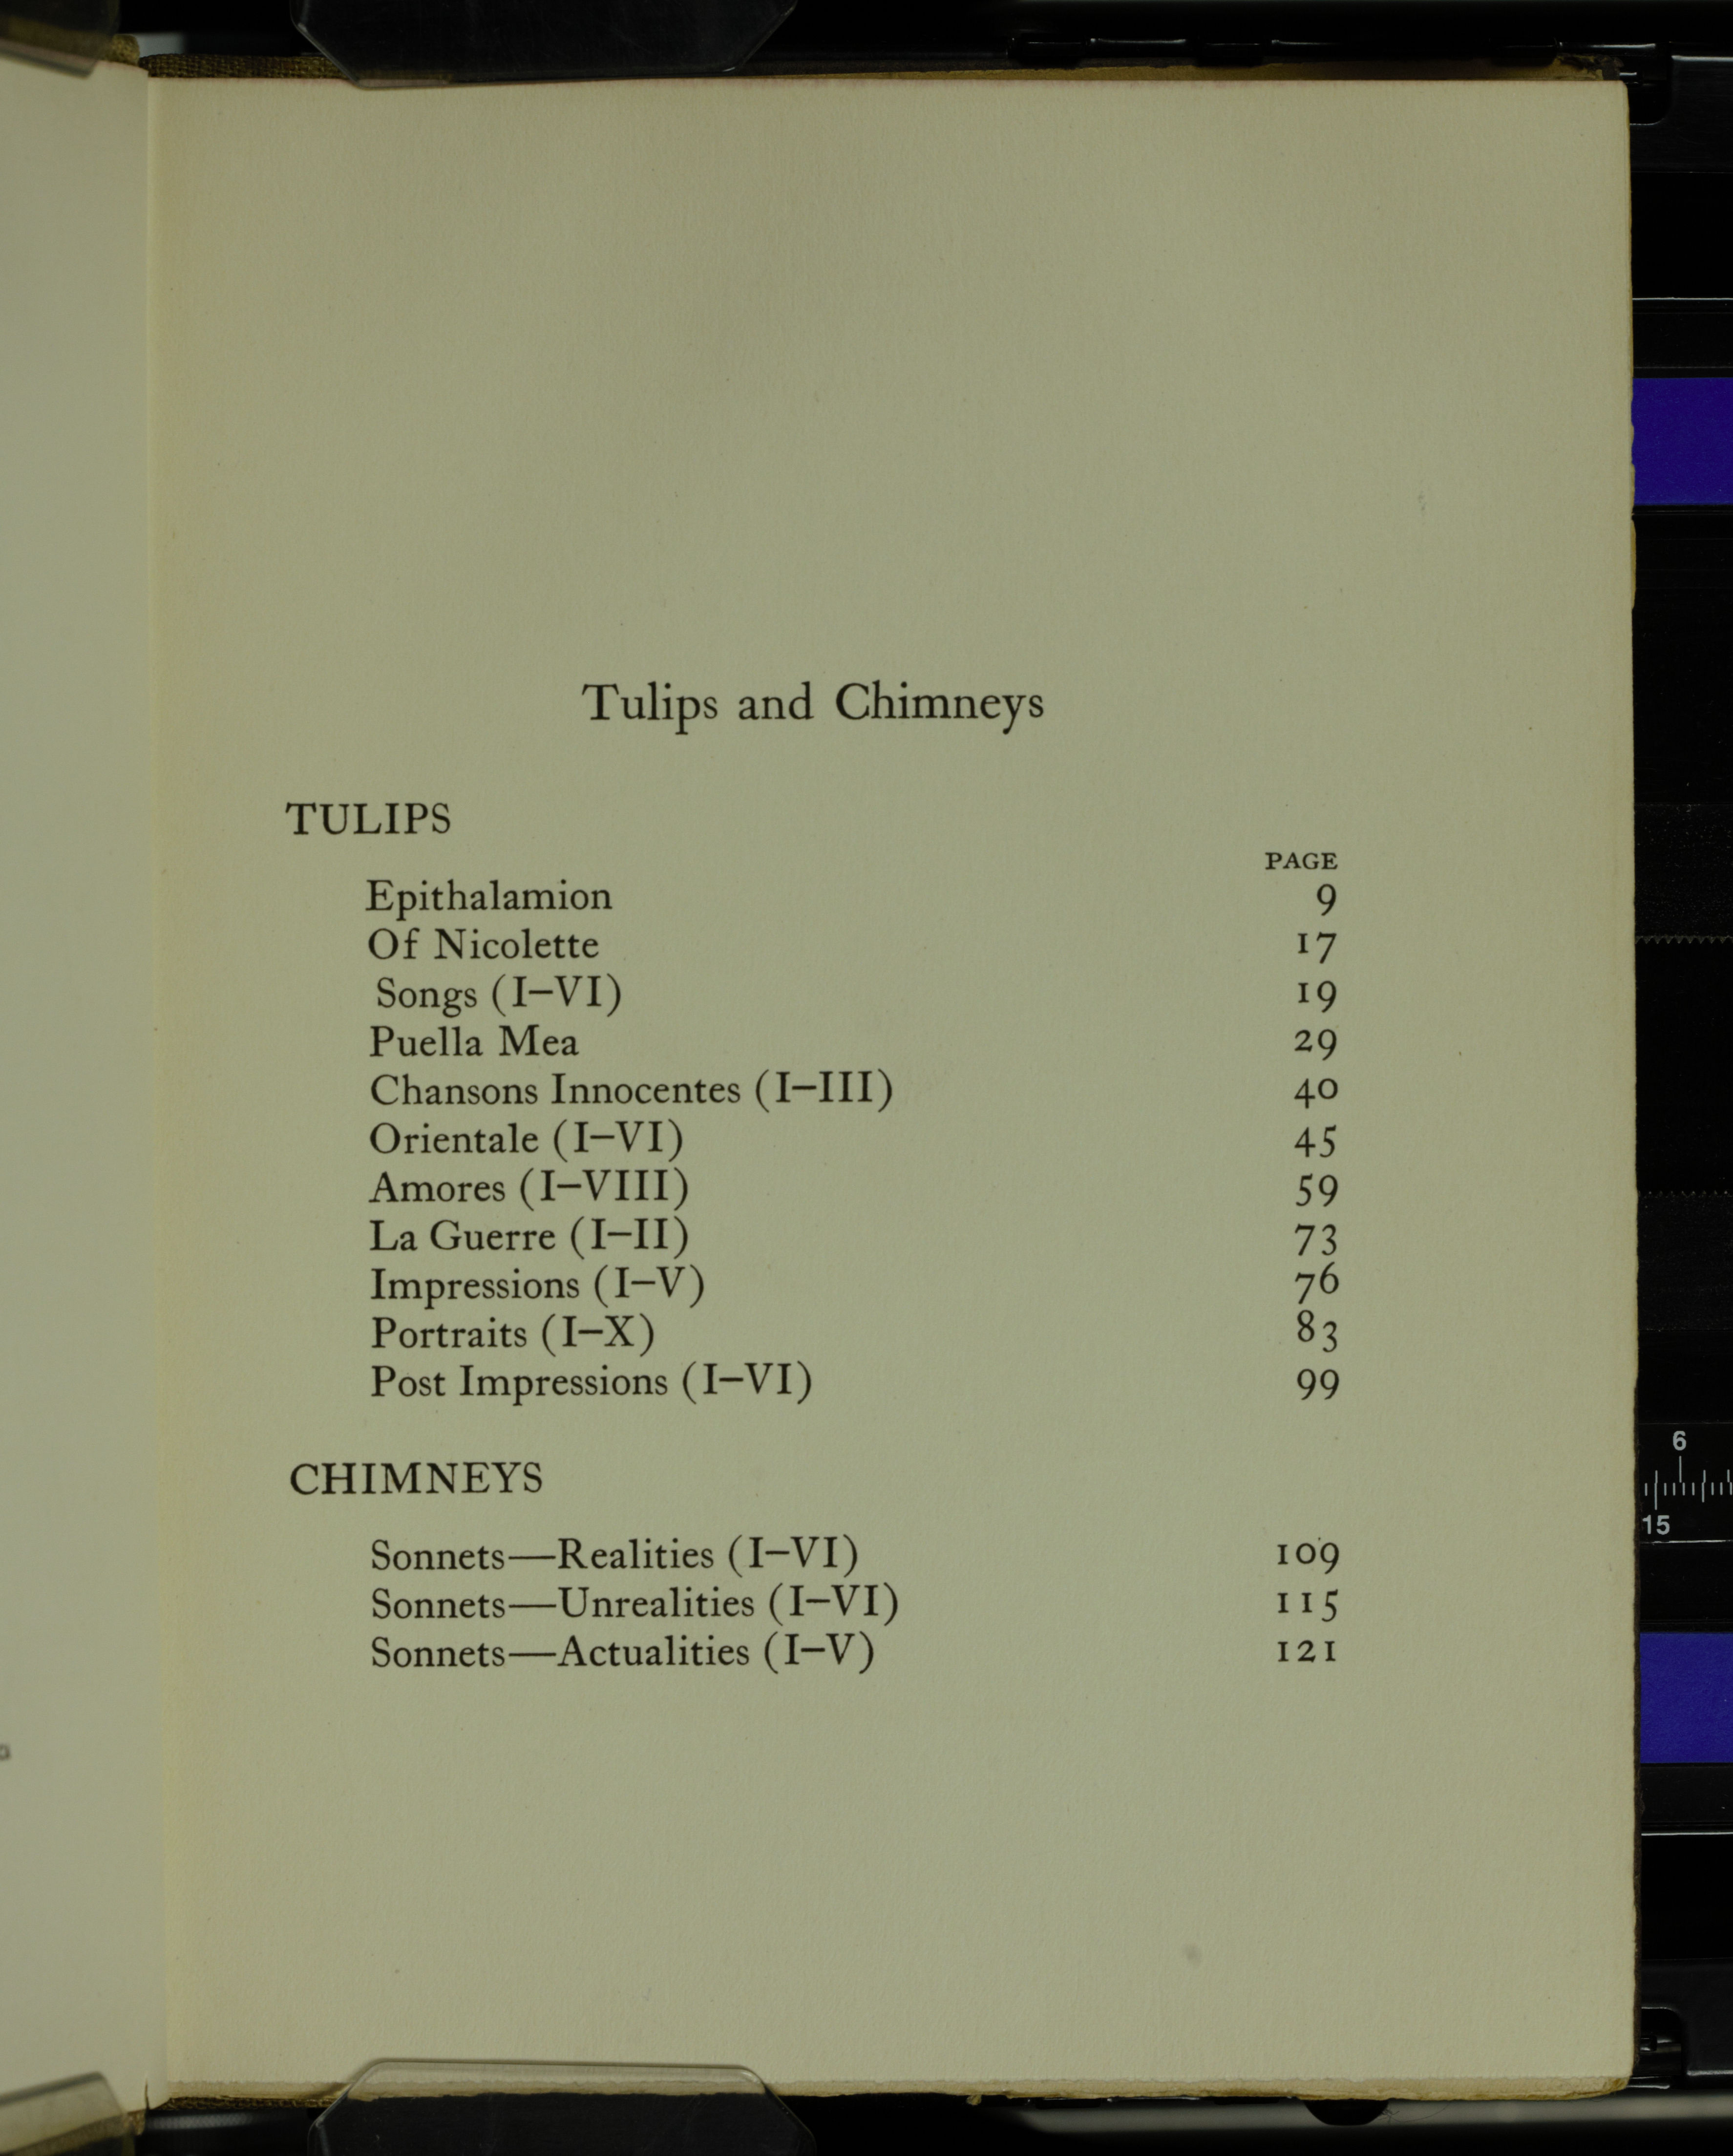 Tulips and Chimneys
TULIPS
PAGE
Epithalamion 9
Of Nicolette 17
Songs (I–VI) 19
Puella Mea 29
Chansons Innocentes (I–III) 40
Orientale (I–VI) 45
Amores (I–VIII) 59
La Guerre (I–II) 73
Impressions (I–V) 76
Portraits (I–X) 83
Post Impressions (I–VI) 99
CHIMNEYS
Sonnets—Realities (I–VI) 109
Sonnets—Unrealities (I–VI) 115
Sonnets—Actualities (I–V) 121
6
15